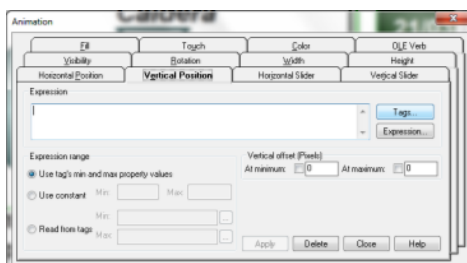 Caldera
Animation
Fill Touch Color OLE Verb
Visibility Rotation Width Height
Horizontal Position Vertical Position Horizontal Slider Vertical Slider
Expression
Tags...
Expression...
Expression range
Vertical offset (Pixels)
Use tag's min and max property values
At minimum: 0 At maximum: 0
Use constant Min: Max:
Read from tags Min: ...
Max: ...
Apply Delete Close Help